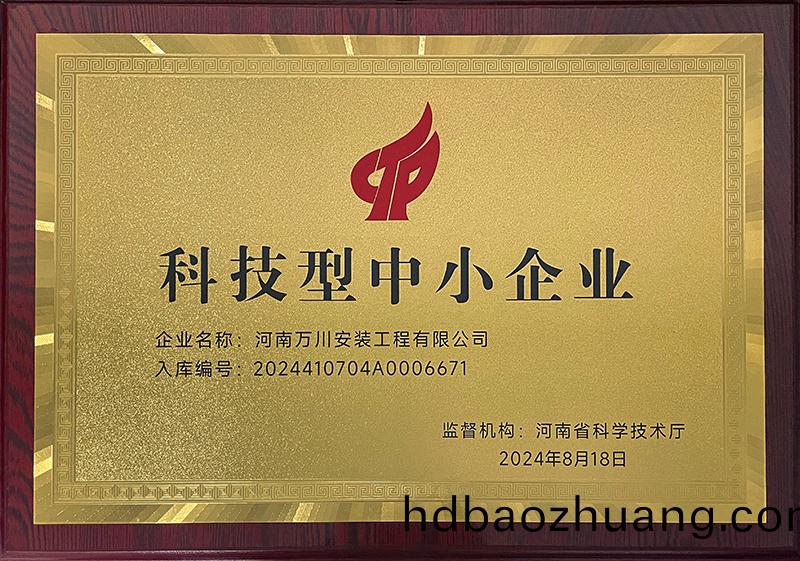 科技型中小企业
企业名称：河南万川安装工程有限公司
入库编号：2024410704A0006671
监督机构：河南省科学技术厅
2024年8月18日
hdbaozhuang.com